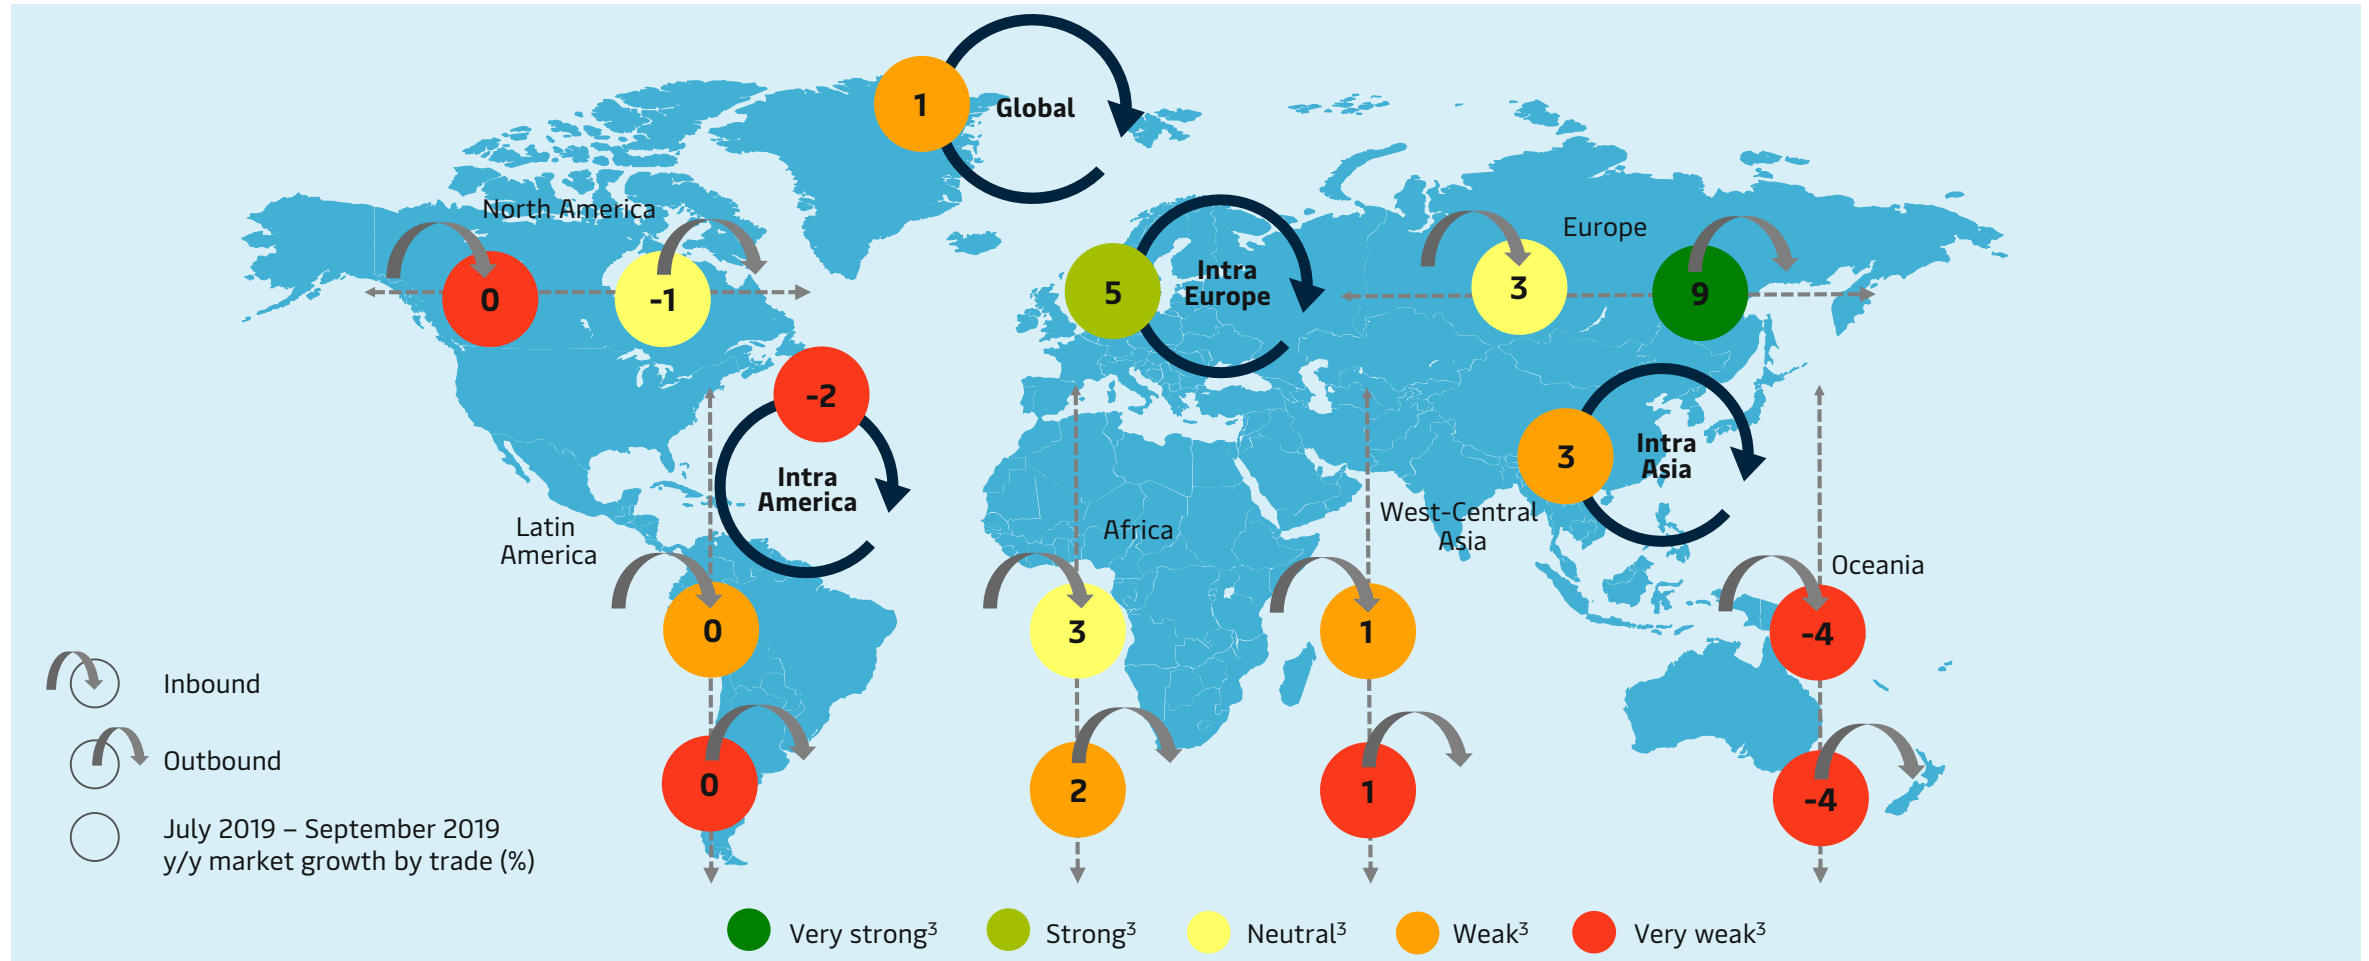 1
Global
North America
0
-1
5
Intra
Europe
Europe
3
9
-2
Intra
America
3
Intra
Asia
Latin
America
Africa
West-Central
Asia
Oceania
0
3
1
-4
0
2
1
-4
Inbound
Outbound
July 2019 – September 2019
y/y market growth by trade (%)
Very strong³
Strong³
Neutral³
Weak³
Very weak³